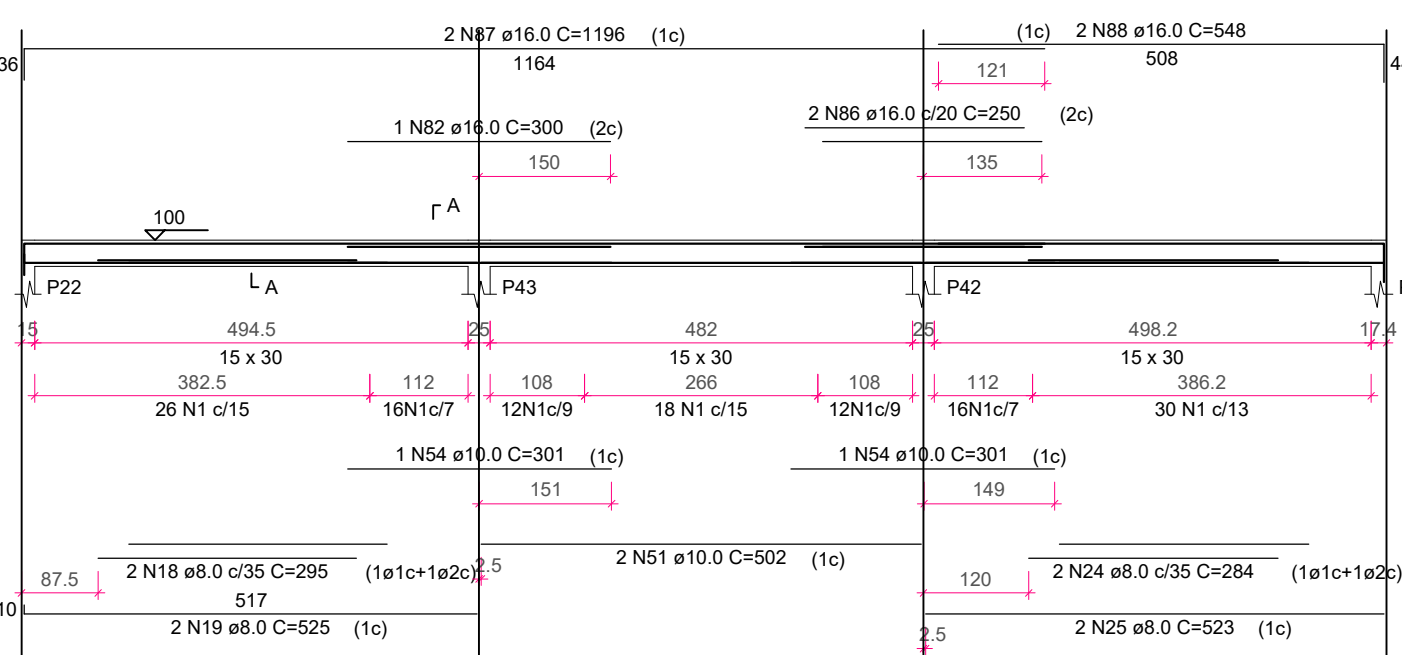 2 N87 ø16.0 C=1196 (1c)
(1c) 2 N88 ø16.0 C=548
36
1164
121
508
1 N82 ø16.0 C=300 (2c)
2 N86 ø16.0 c/20 C=250 (2c)
150
135
A
100
A
P22
P43
P42
15
494.5
25
482
25
498.2
17.4
15 x 30
15 x 30
15 x 30
382.5
112
108
266
108
112
386.2
26 N1 c/15
16N1c/7
12N1c/9
18 N1 c/15
12N1c/9
16N1c/7
30 N1 c/13
1 N54 ø10.0 C=301 (1c)
1 N54 ø10.0 C=301 (1c)
151
149
2 N51 ø10.0 C=502 (1c)
2.5
87.5
2 N18 ø8.0 c/35 C=295 (1ø1c+1ø2c)
120
2 N24 ø8.0 c/35 C=284 (1ø1c+1ø2c)
517
10
2 N19 ø8.0 C=525 (1c)
2.5
2 N25 ø8.0 C=523 (1c)